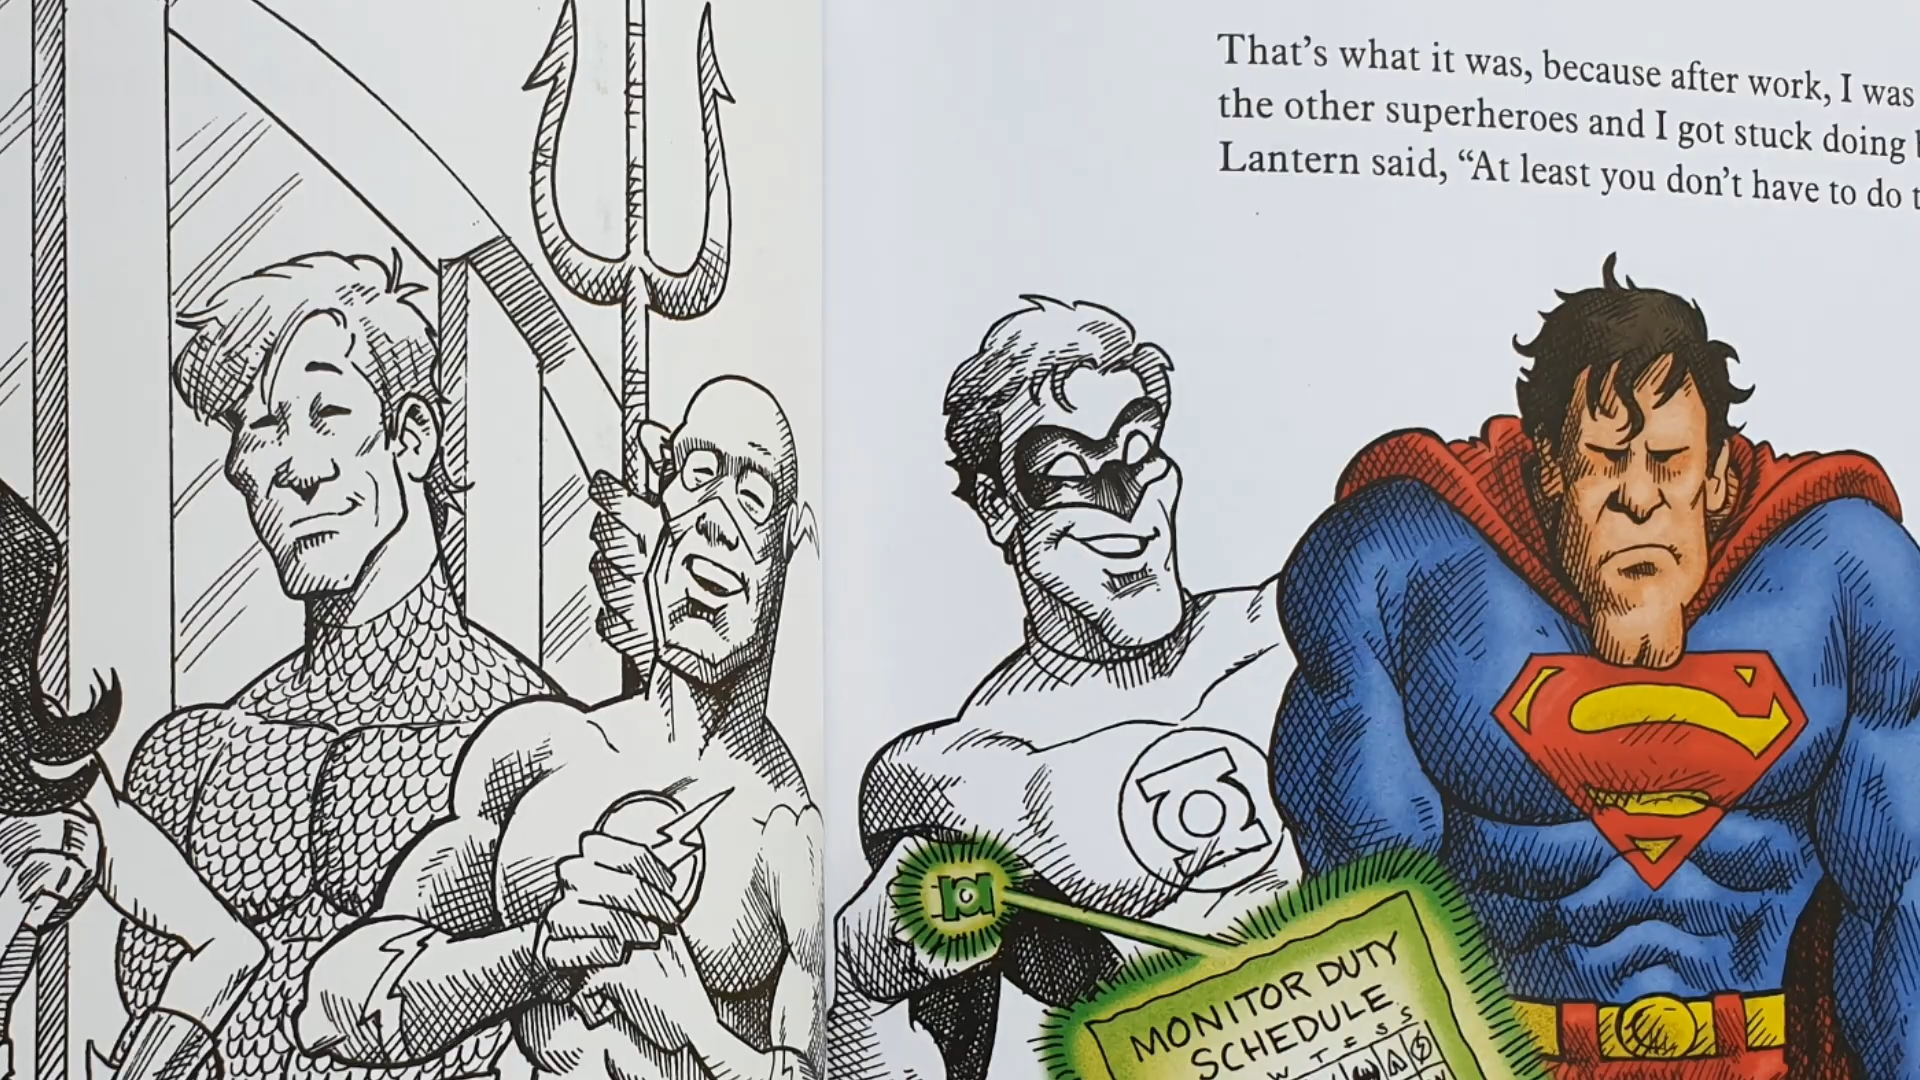 That's what it was, because after work, I was
the other superheroes and I got stuck doing
Lantern said, “At least you don't have to do
MONITOR DUTY
SCHEDULE
W T F S S